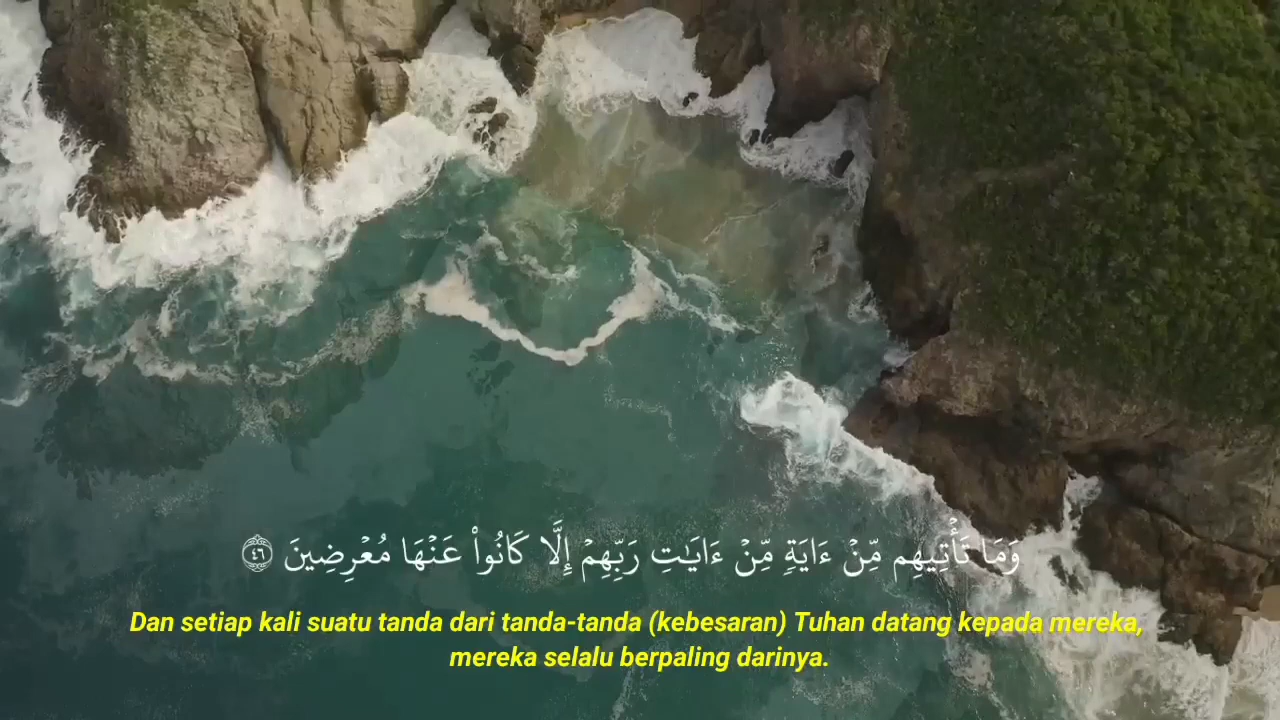 وَمَا تَأْتِيهِم مِّنْ ءَايَةٍ مِّنْ ءَايَٰتِ رَبِّهِمْ إِلَّا كَانُوا۟ عَنْهَا مُعْرِضِينَ ٤٦
Dan setiap kali suatu tanda dari tanda-tanda (kebesaran) Tuhan datang kepada mereka,
mereka selalu berpaling darinya.